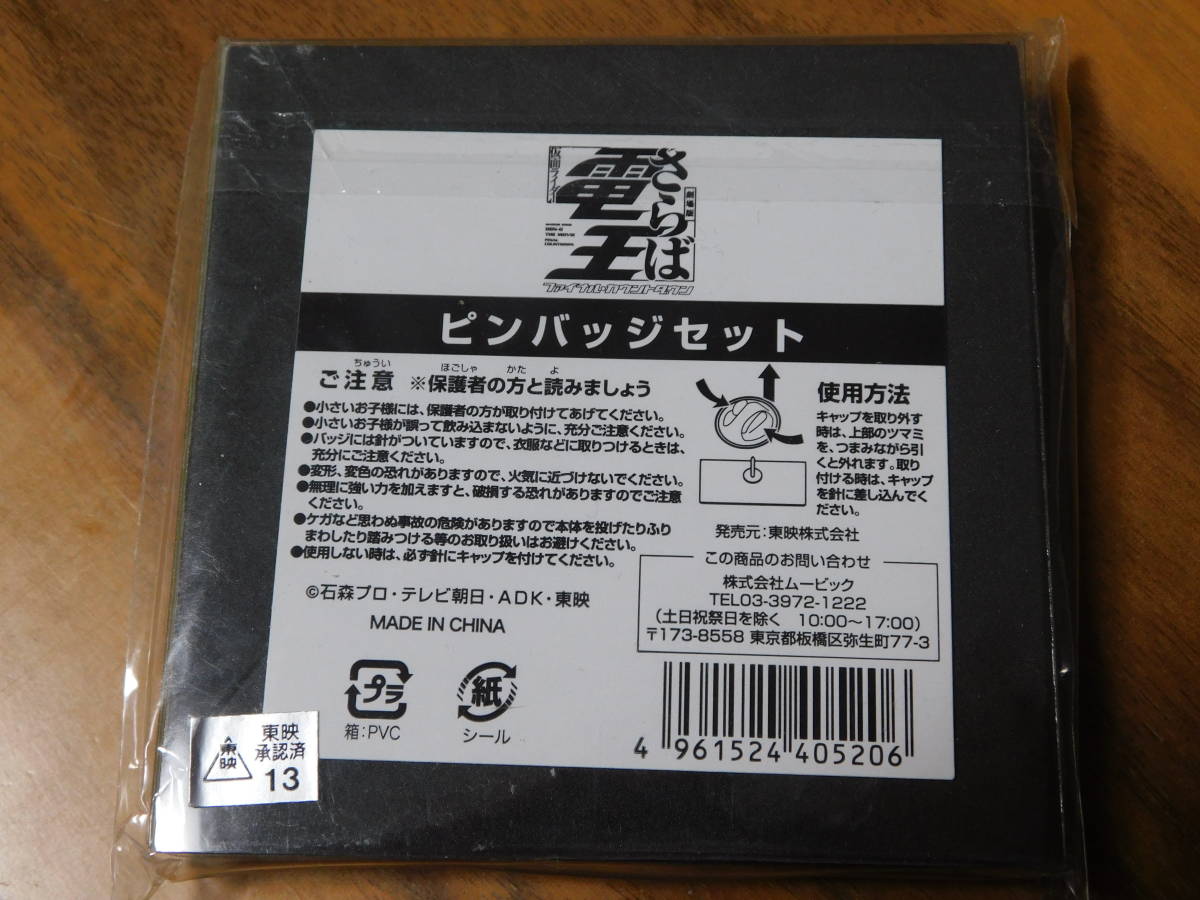 劇場版
さらば
仮面ライダー
電王
THE MOVIE
FINAL COUNTDOWN
ファイナル・カウントダウン
ピンバッジセット
ちゅうい ほごしゃ かた よ
ご注意 ※保護者の方と読みましょう
●小さいお子様には、保護者の方が取り付けてあげてください。
●小さいお子様が誤って飲み込まないように、充分ご注意ください。
●バッジには針がついていますので、衣服などに取りつけるときは、
充分にご注意ください。
●変形、変色の恐れがありますので、火気に近づけないでください。
●無理に強い力を加えますと、破損する恐れがありますのでご注意
ください。
●ケガなど思わぬ事故の危険がありますので本体を投げたりふり
まわしたり踏みつける等のお取り扱いはお避けください。
●使用しない時は、必ず針にキャップを付けてください。
使用方法
キャップを取り外す
時は、上部のツマミ
を、つまみながら引
くと外れます。取り
付ける時は、キャップ
を針に差し込んでく
ださい。
発売元：東映株式会社
この商品のお問い合わせ
株式会社ムービック
TEL03-3972-1222
（土日祝祭日を除く 10:00～17:00）
〒173-8558 東京都板橋区弥生町77-3
©石森プロ・テレビ朝日・ADK・東映
MADE IN CHINA
プラ
箱：PVC
紙
シール
4 961524 405206
東映
東映
承認済
13